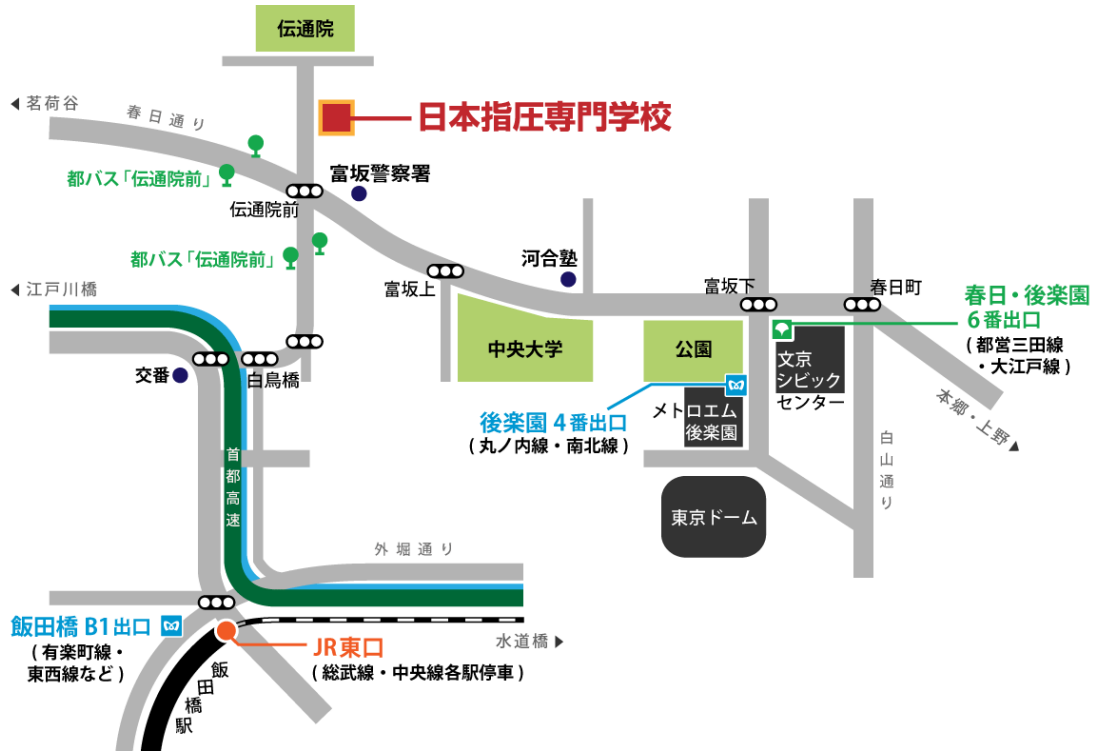 伝通院
◀ 茗荷谷
春日通り
日本指圧専門学校
都バス「伝通院前」
富坂警察署
伝通院前
都バス「伝通院前」
河合塾
◀ 江戸川橋
富坂上
富坂下
春日町
春日・後楽園
6番出口
(都営三田線
・大江戸線)
中央大学
公園
文京
シビック
センター
交番
白鳥橋
後楽園 4番出口
(丸ノ内線・南北線)
メトロエム
後楽園
本郷・上野▶
白山通り
首都高速
東京ドーム
外堀通り
飯田橋 B1出口
(有楽町線・
東西線など)
JR東口
(総武線・中央線各駅停車)
水道橋 ▶
飯田橋駅